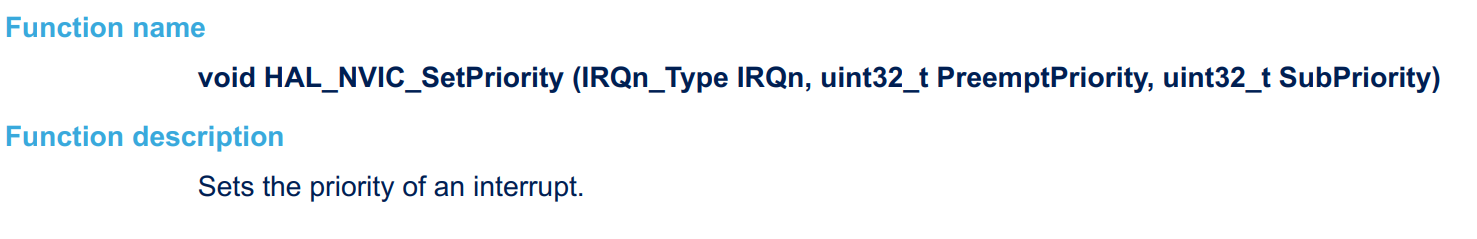 Function name
void HAL_NVIC_SetPriority (IRQn_Type IRQn, uint32_t PreemptPriority, uint32_t SubPriority)
Function description
Sets the priority of an interrupt.